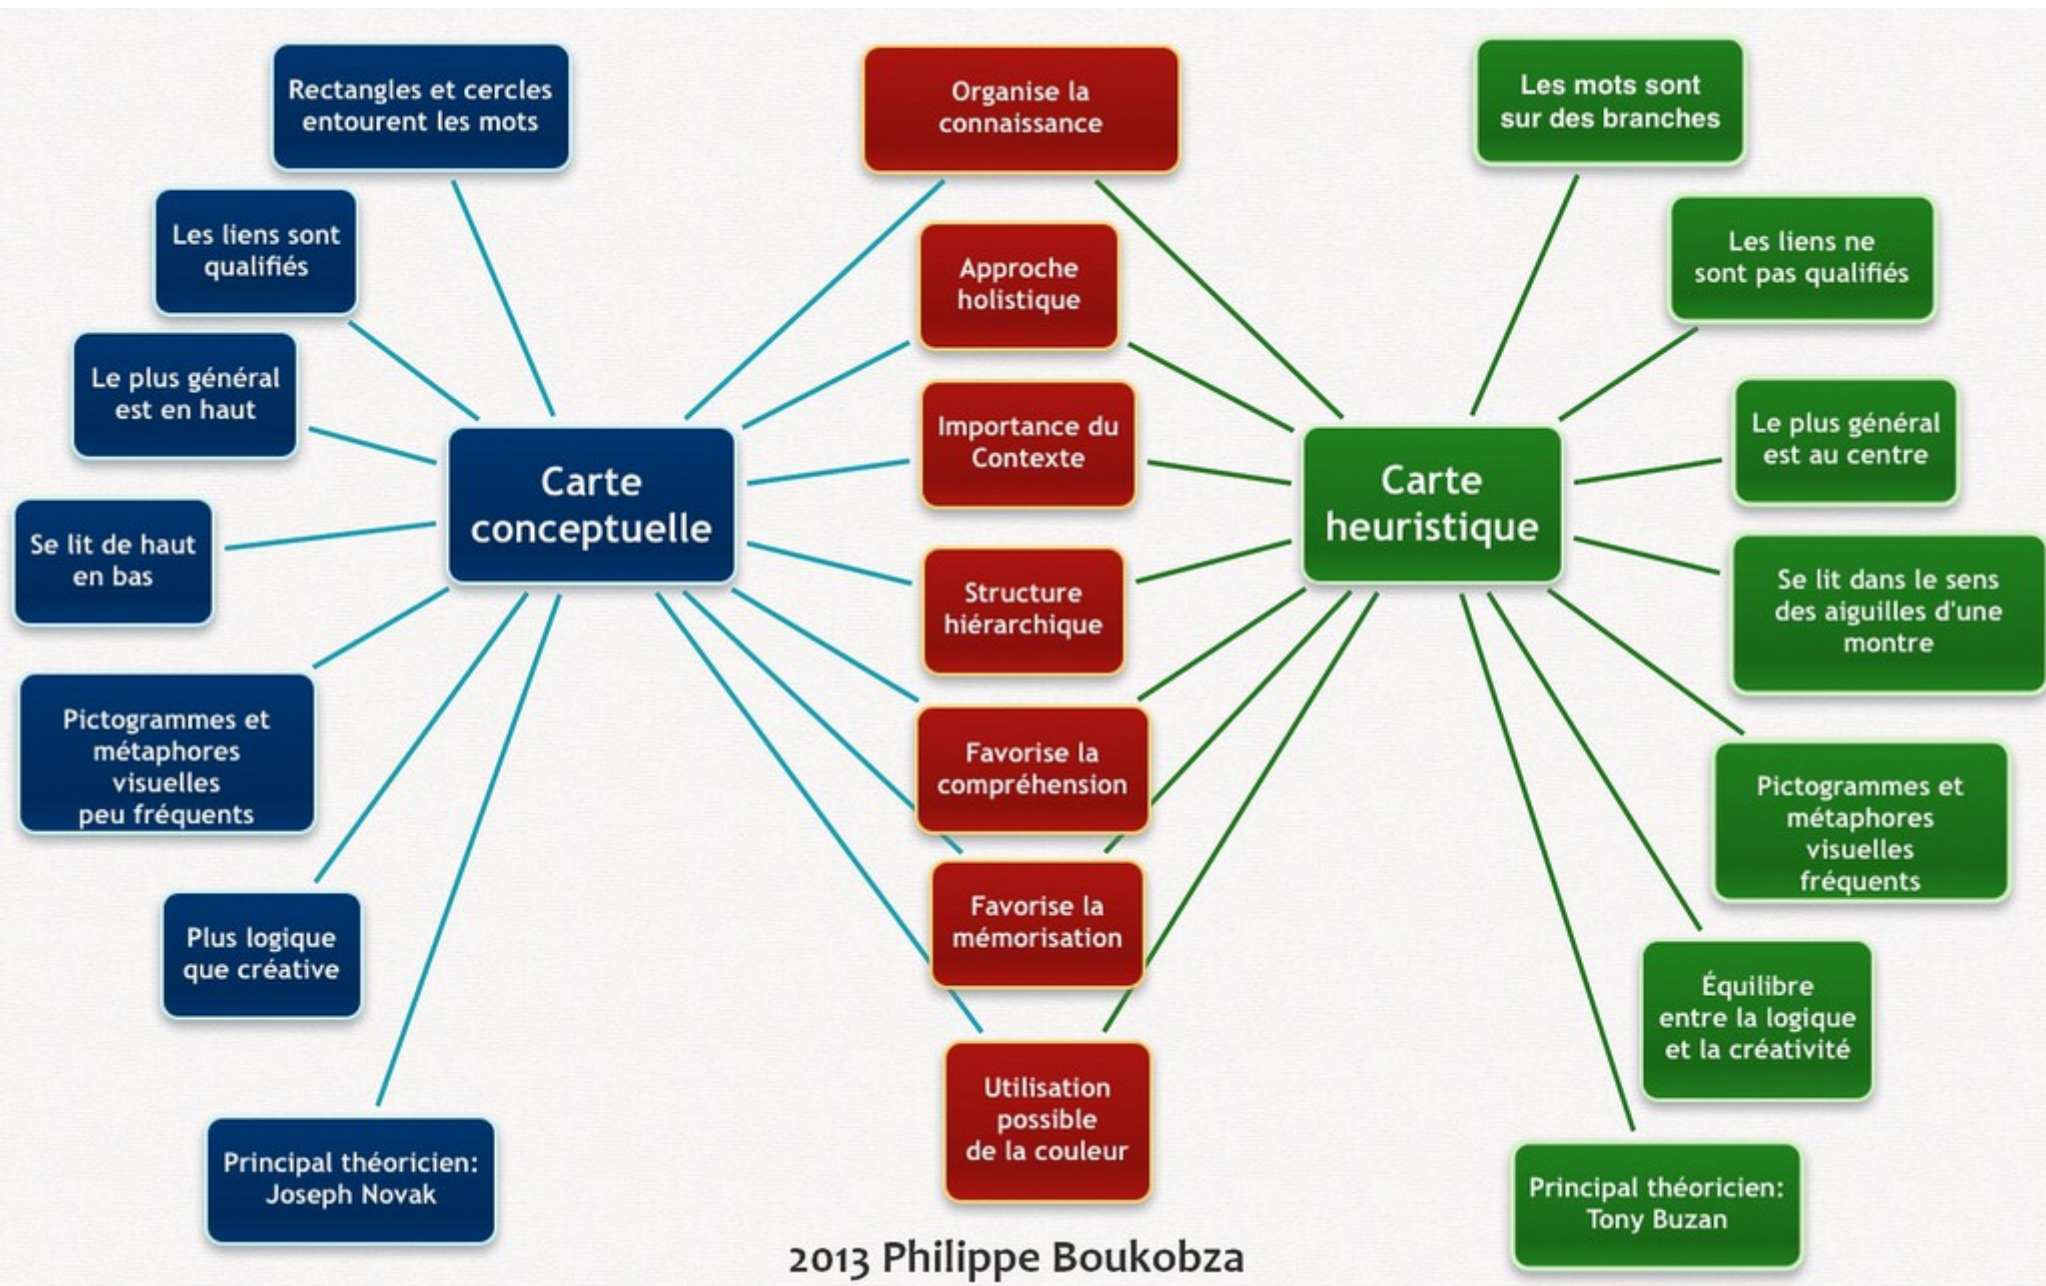 Rectangles et cercles
entourent les mots
Les liens sont
qualifiés
Le plus général
est en haut
Se lit de haut
en bas
Pictogrammes et
métaphores
visuelles
peu fréquents
Plus logique
que créative
Principal théoricien:
Joseph Novak
Carte
conceptuelle
Organise la
connaissance
Approche
holistique
Importance du
Contexte
Structure
hiérarchique
Favorise la
compréhension
Favorise la
mémorisation
Utilisation
possible
de la couleur
Carte
heuristique
Les mots sont
sur des branches
Les liens ne
sont pas qualifiés
Le plus général
est au centre
Se lit dans le sens
des aiguilles d'une
montre
Pictogrammes et
métaphores
visuelles
fréquents
Équilibre
entre la logique
et la créativité
Principal théoricien:
Tony Buzan
2013 Philippe Boukobza